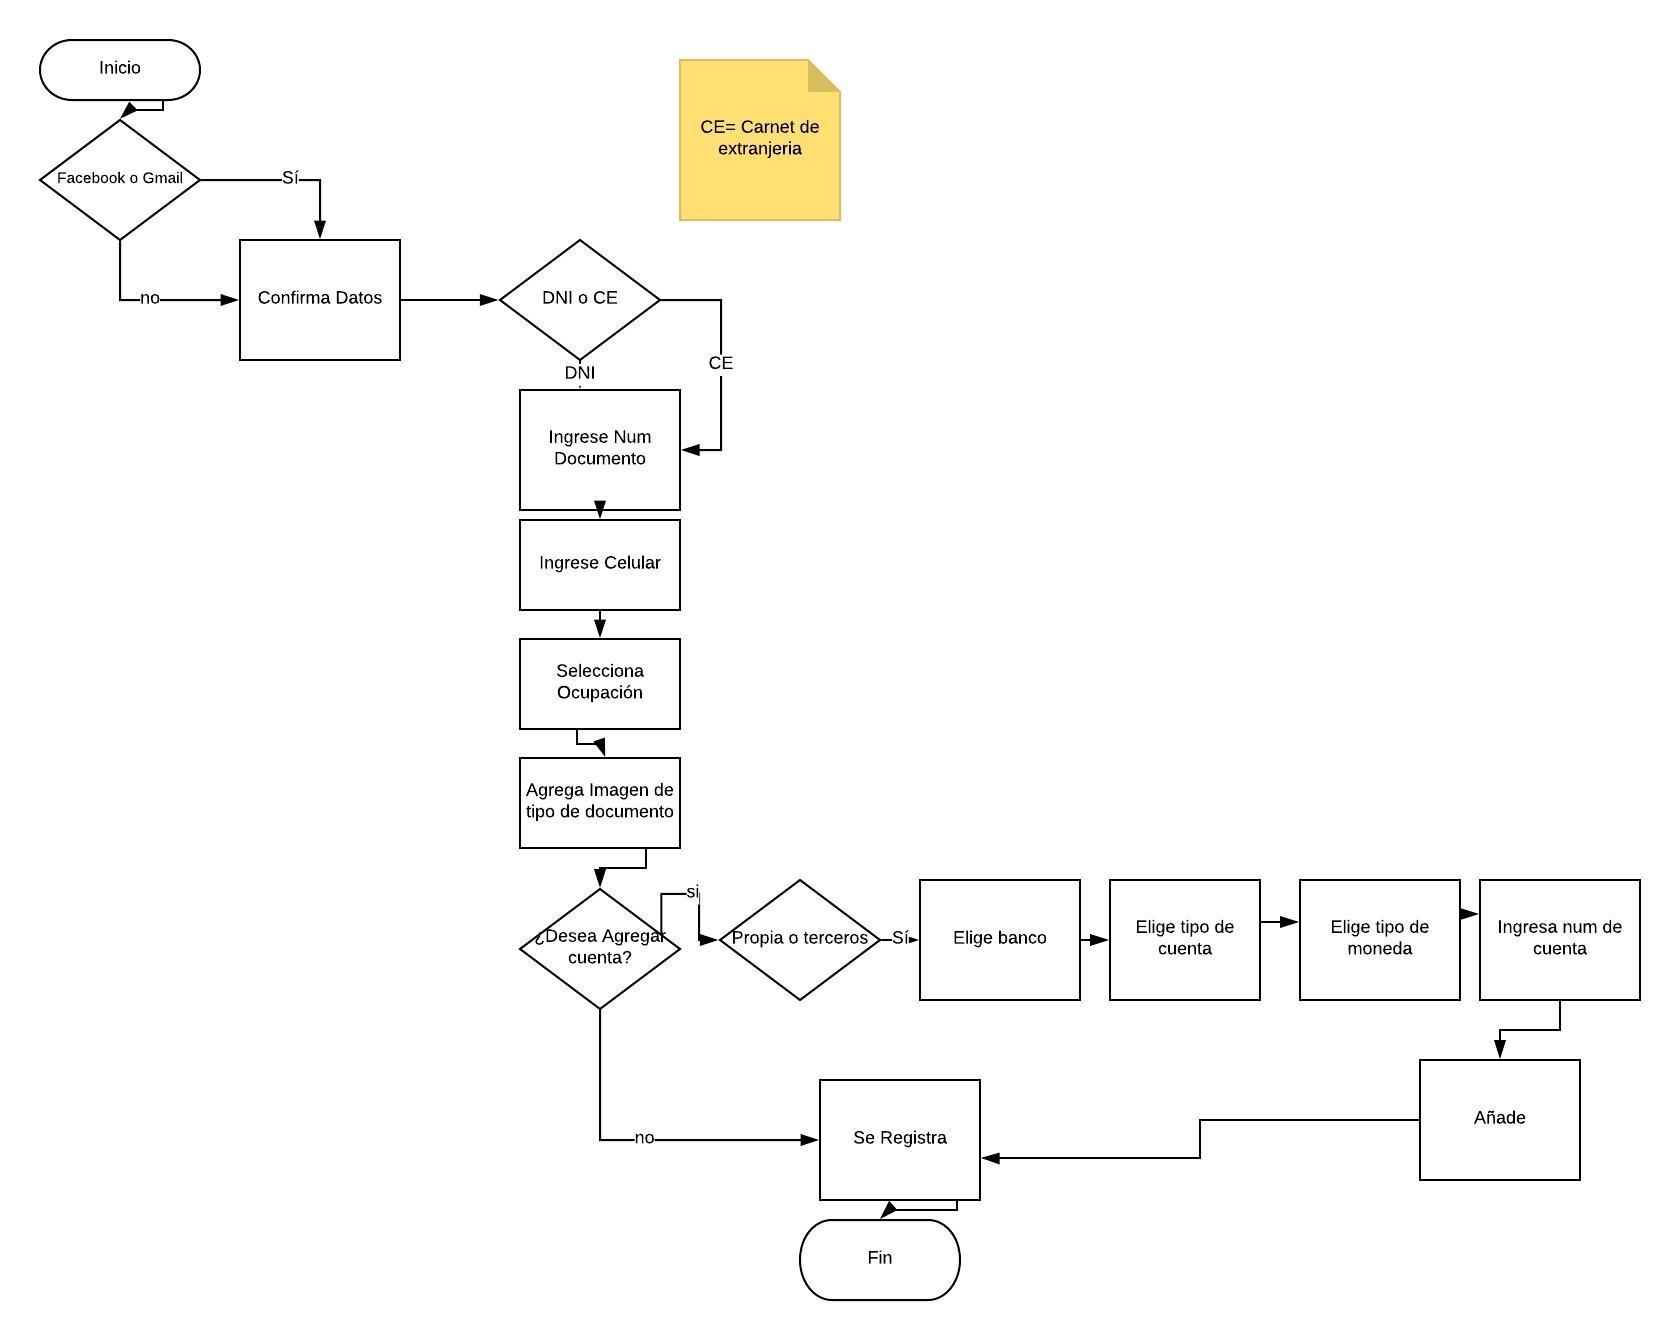 Inicio
CE= Carnet de
extranjeria
Facebook o Gmail
Sí
no
Confirma Datos
DNI o CE
CE
DNI
Ingrese Num
Documento
Ingrese Celular
Selecciona
Ocupación
Agrega Imagen de
tipo de documento
¿Desea Agregar
cuenta?
si
Propia o terceros
Sí
Elige banco
Elige tipo de
cuenta
Elige tipo de
moneda
Ingresa num de
cuenta
Añade
no
Se Registra
Fin